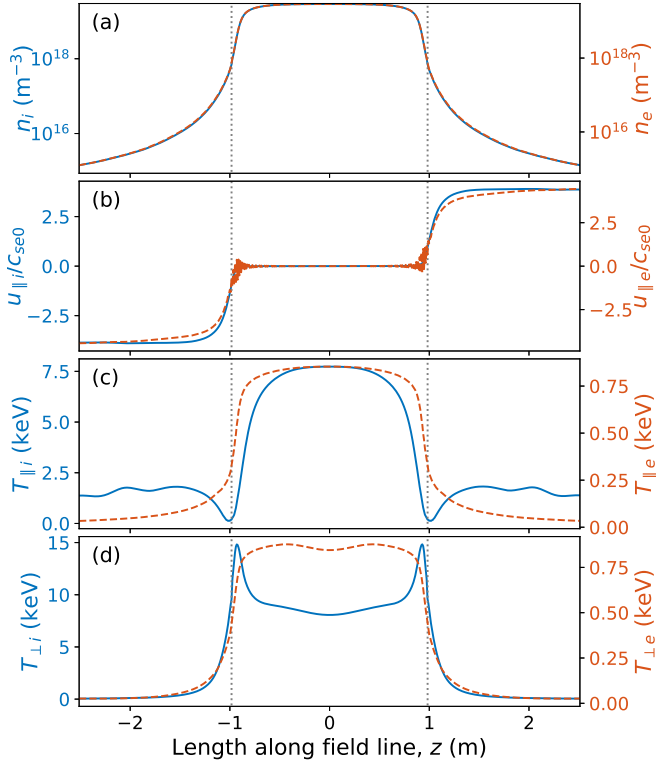 (a)
10^18
10^16
n_i (m^−3)
10^18
10^16
n_e (m^−3)
(b)
2.5
0.0
−2.5
u_∥i/c_se0
2.5
0.0
−2.5
u_∥e/c_se0
(c)
7.5
5.0
2.5
0.0
T_∥i (keV)
0.75
0.50
0.25
0.00
T_∥e (keV)
(d)
15
10
5
0
T_⊥i (keV)
0.75
0.50
0.25
0.00
T_⊥e (keV)
−2 −1 0 1 2
Length along field line, z (m)